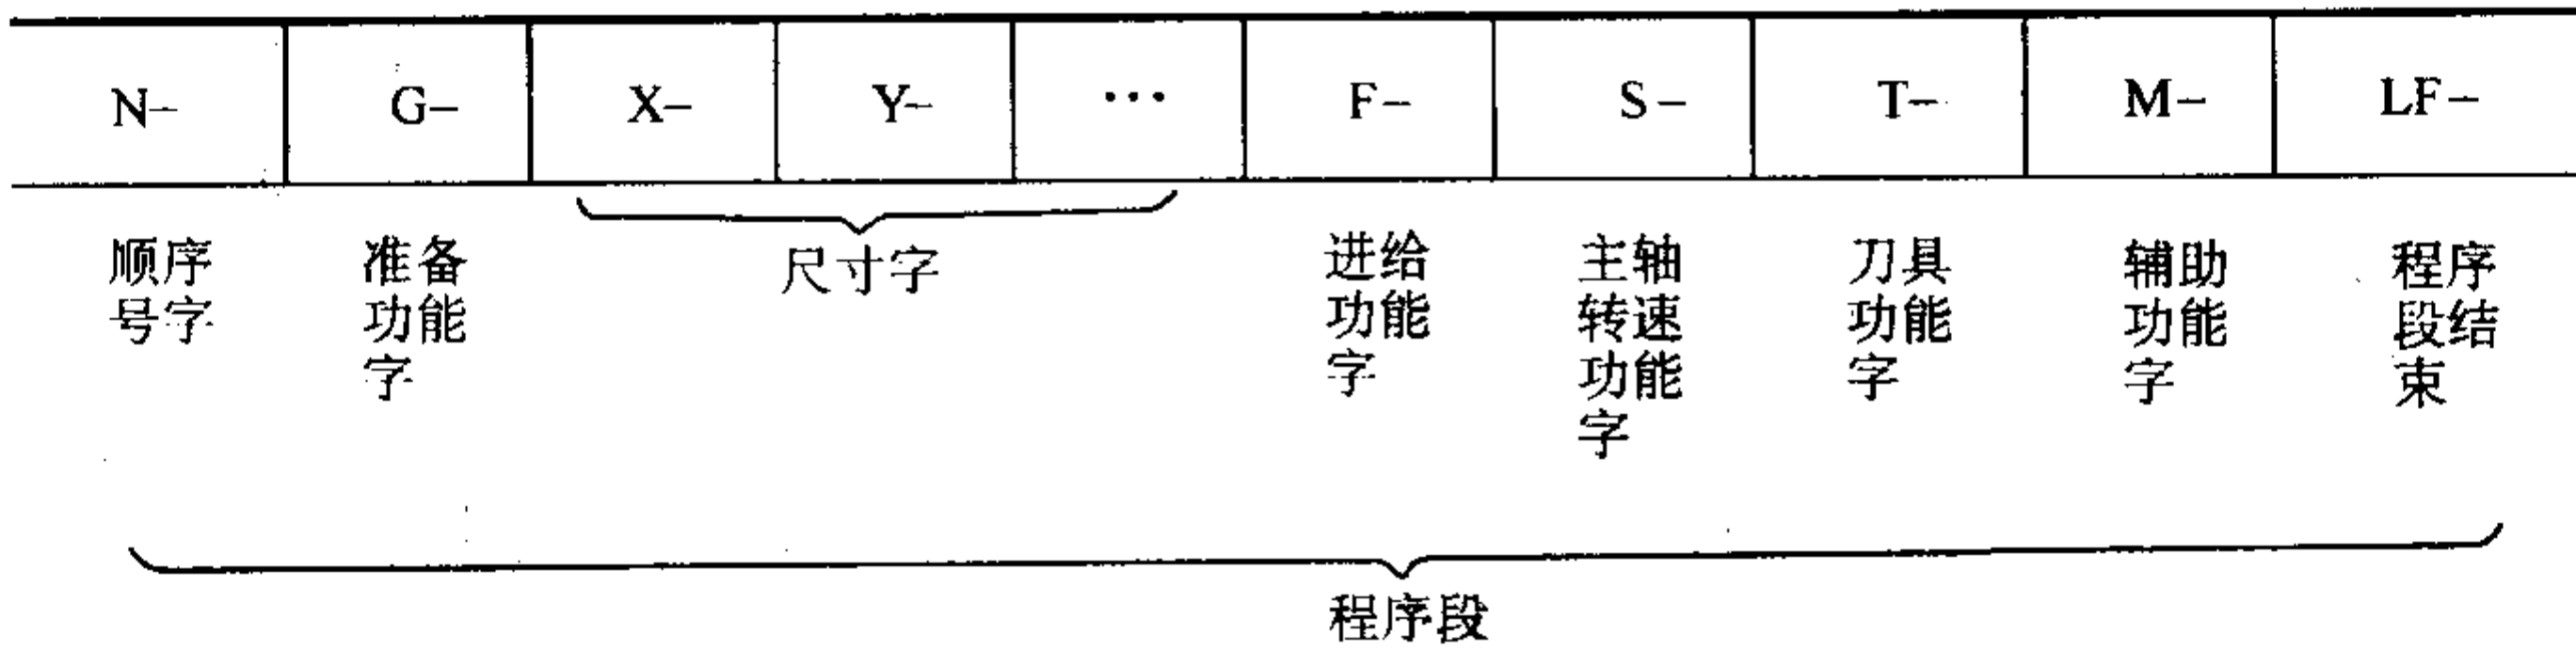 N– G– X– Y– … F– S– T– M– LF–
顺序
号字
准备
功能
字
尺寸字
进给
功能
字
主轴
转速
功能
字
刀具
功能
字
辅助
功能
字
程序
段结
束
程序段